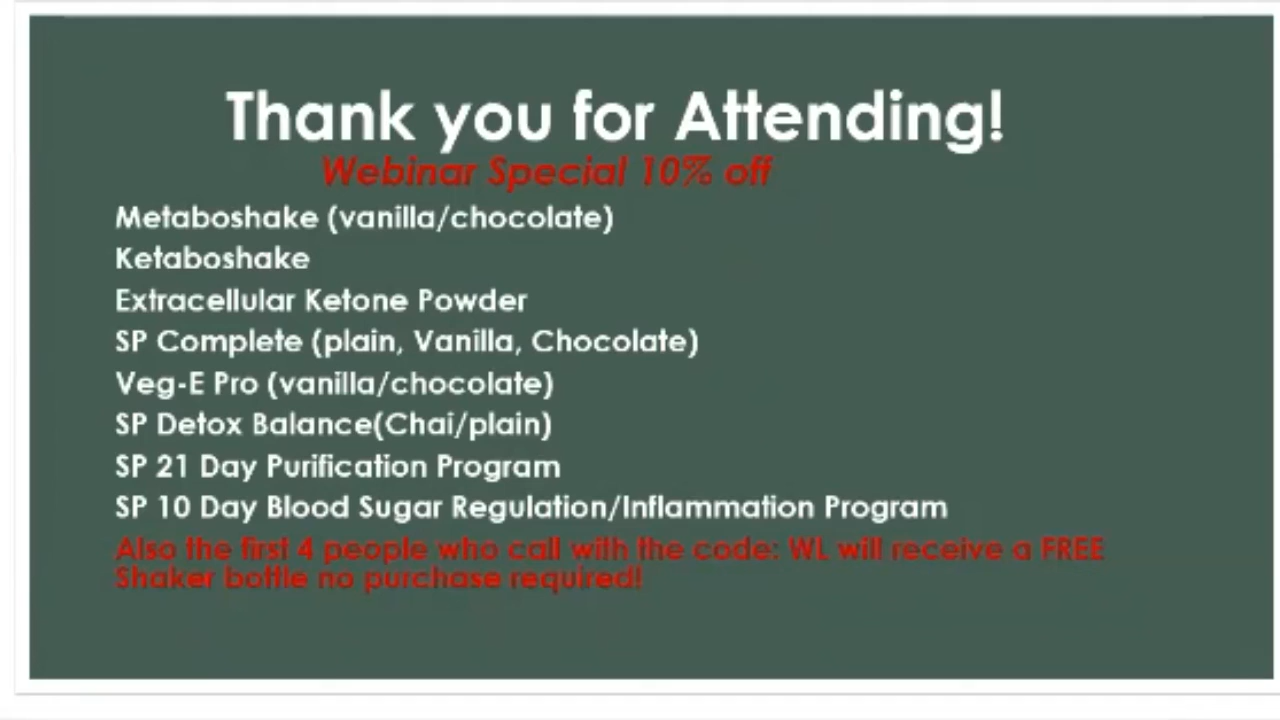 Thank you for Attending!
Webinar Special 10% off
Metaboshake (vanilla/chocolate)
Ketaboshake
Extracellular Ketone Powder
SP Complete (plain, Vanilla, Chocolate)
Veg-E Pro (vanilla/chocolate)
SP Detox Balance(Chai/plain)
SP 21 Day Purification Program
SP 10 Day Blood Sugar Regulation/Inflammation Program
Also the first 4 people who call with the code: WL will receive a FREE
Shaker bottle no purchase required!